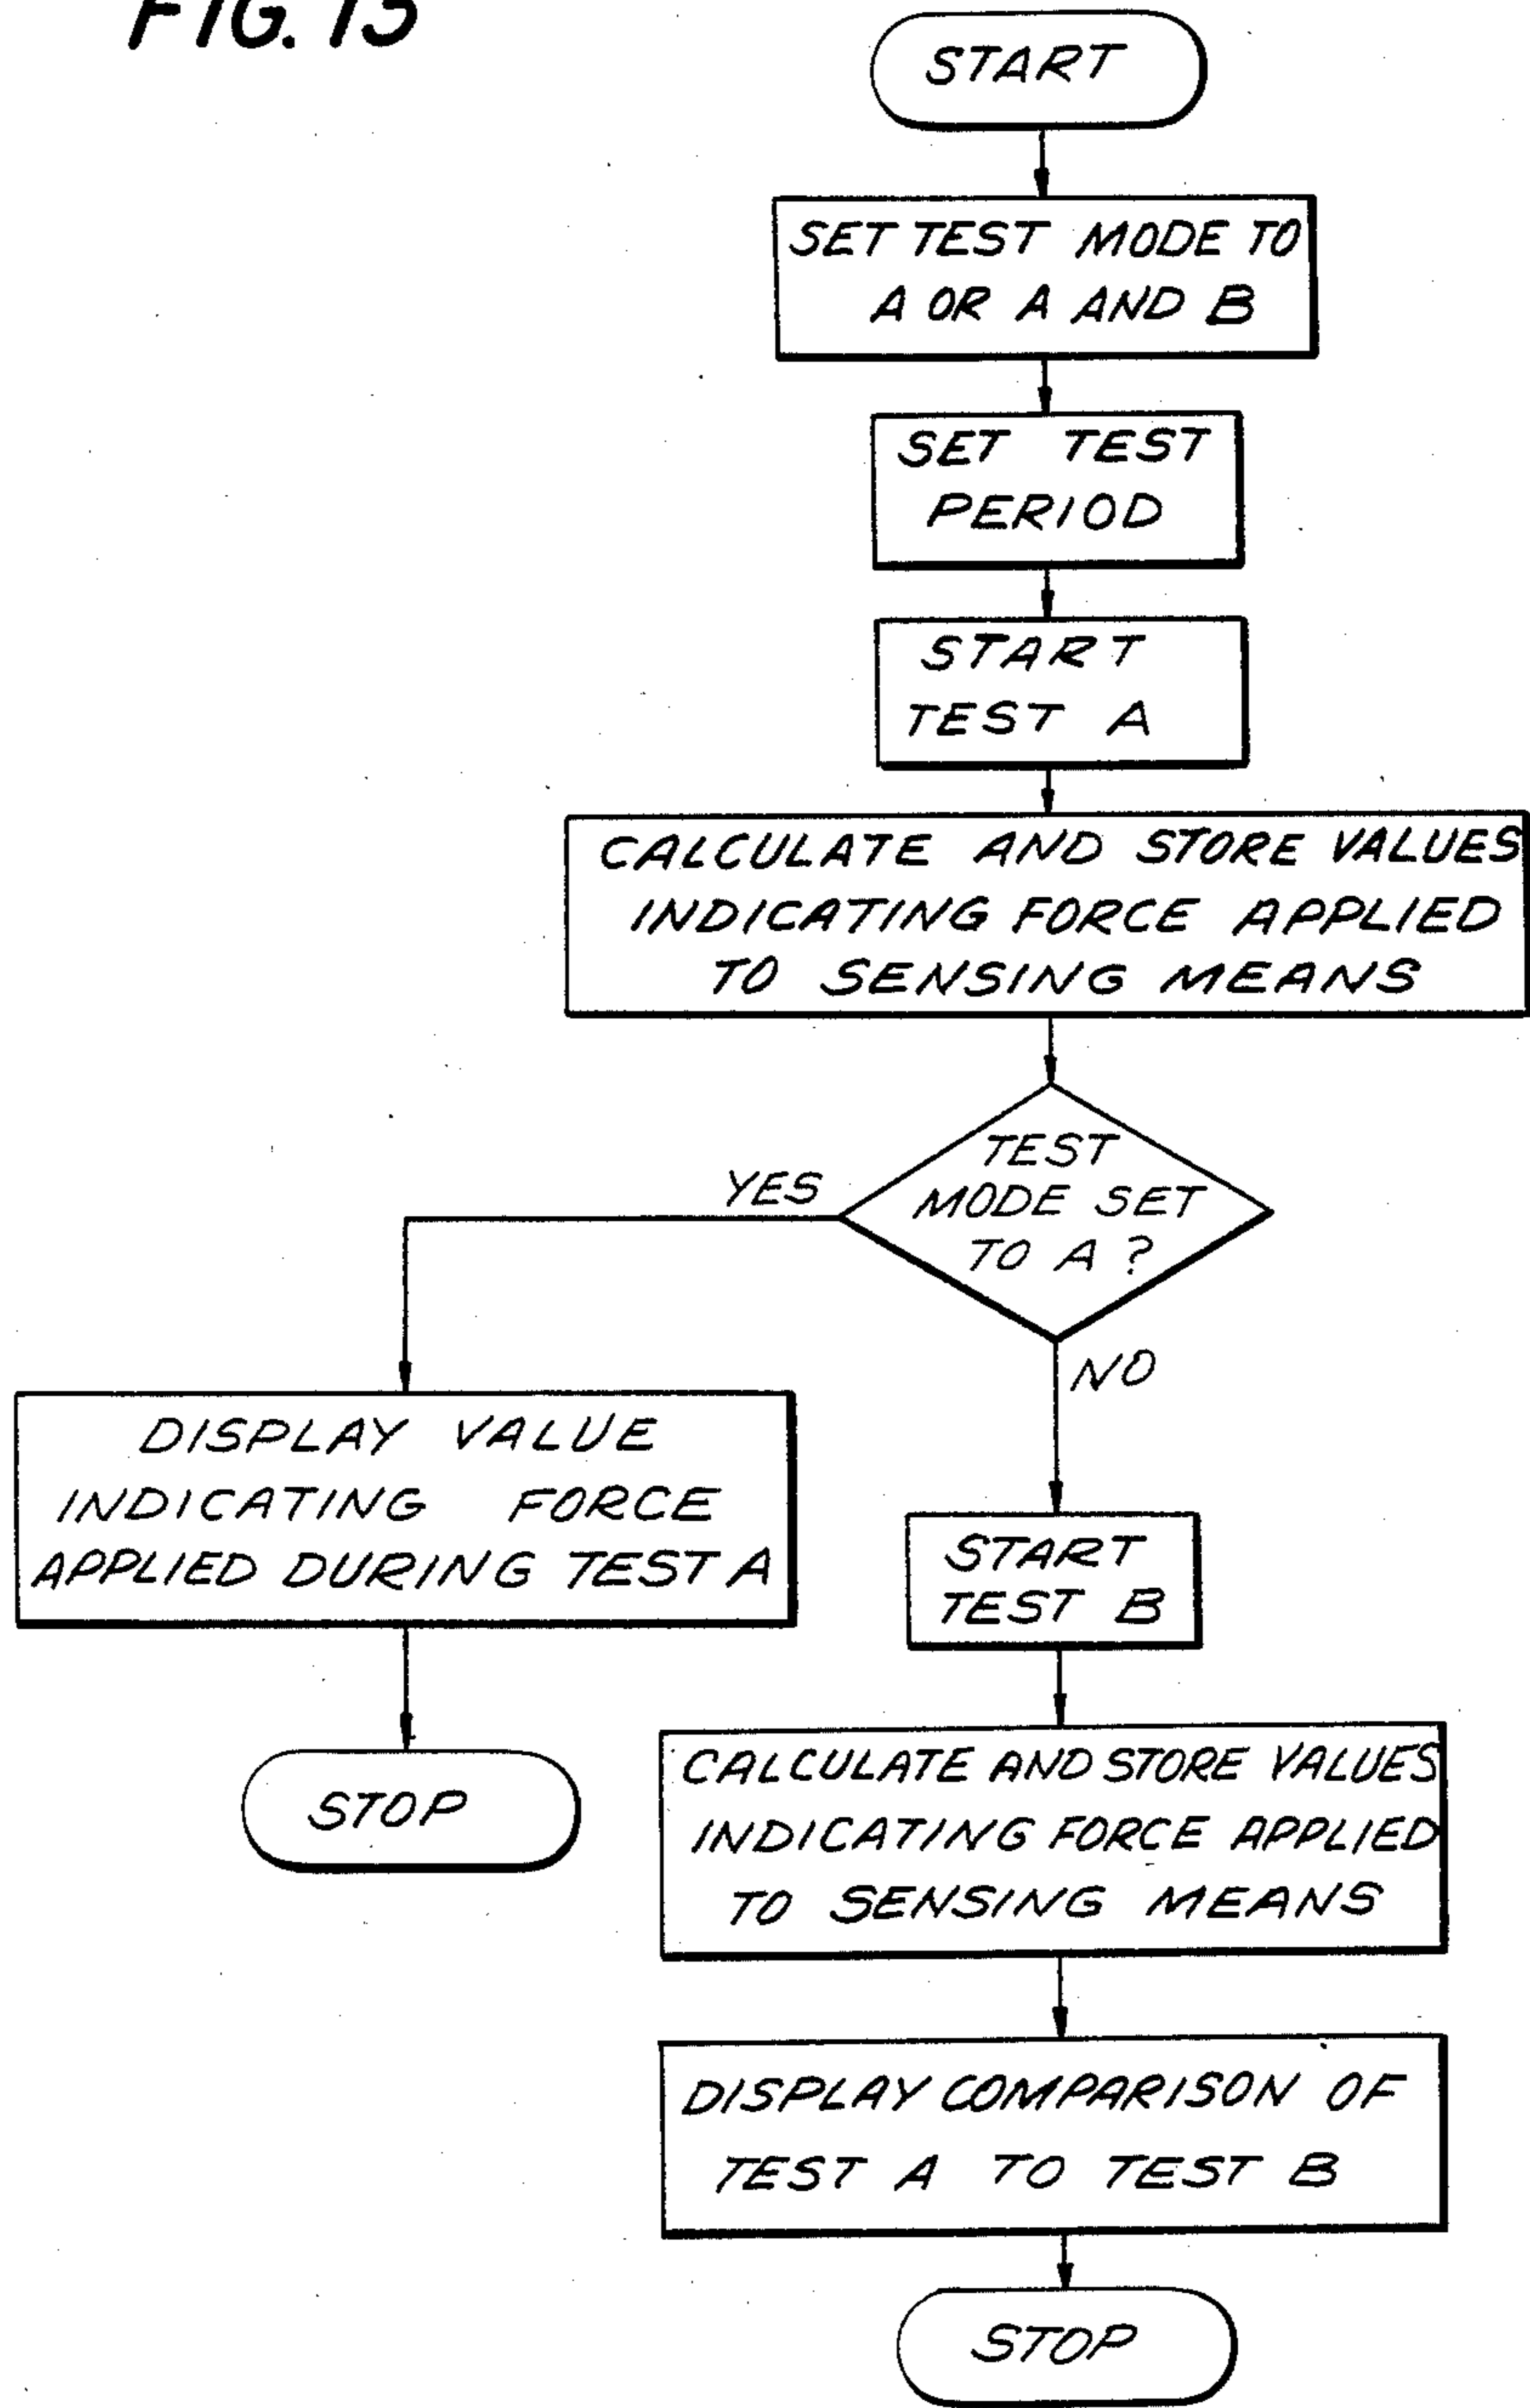 FIG. 13
START
SET TEST MODE TO
A OR A AND B
SET TEST
PERIOD
START
TEST A
CALCULATE AND STORE VALUES
INDICATING FORCE APPLIED
TO SENSING MEANS
TEST
MODE SET
TO A ?
YES
NO
DISPLAY VALUE
INDICATING FORCE
APPLIED DURING TEST A
STOP
START
TEST B
CALCULATE AND STORE VALUES
INDICATING FORCE APPLIED
TO SENSING MEANS
DISPLAY COMPARISON OF
TEST A TO TEST B
STOP